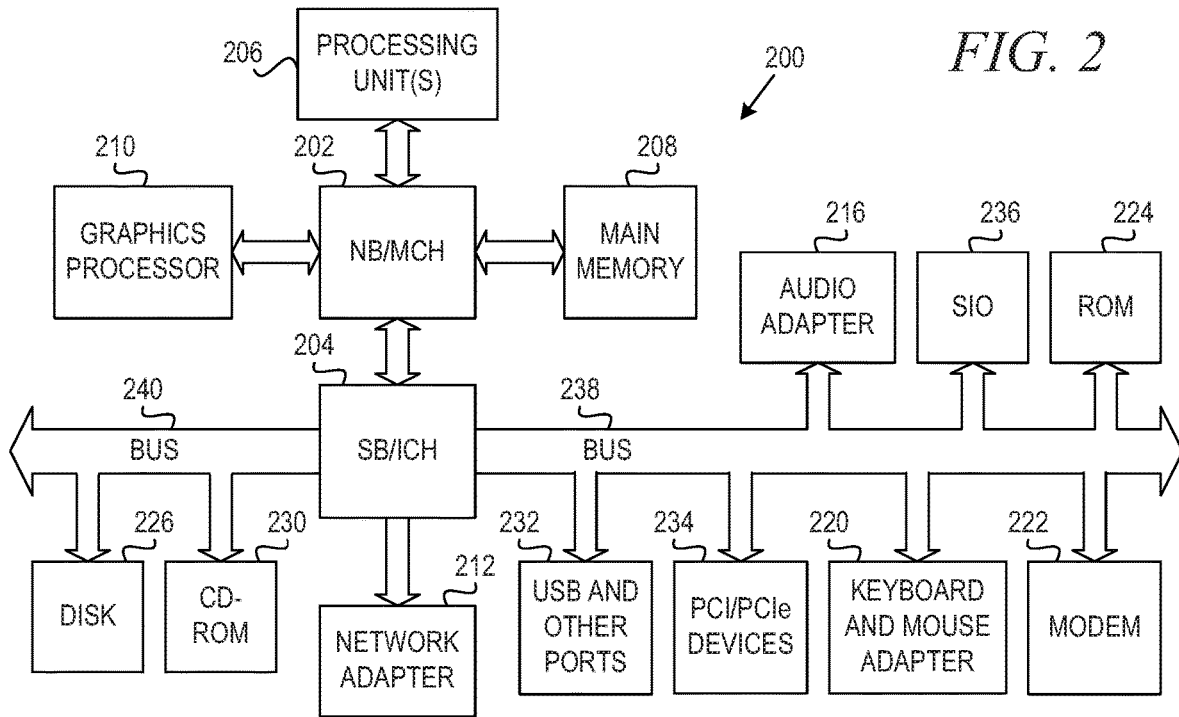 PROCESSING
UNIT(S)
206
200
FIG. 2
210
202
208
GRAPHICS
PROCESSOR
NB/MCH
MAIN
MEMORY
216
236
224
AUDIO
ADAPTER
SIO
ROM
204
240
238
BUS
SB/ICH
BUS
226
230
232
234
220
222
212
DISK
CD-
ROM
NETWORK
ADAPTER
USB AND
OTHER
PORTS
PCI/PCIe
DEVICES
KEYBOARD
AND MOUSE
ADAPTER
MODEM